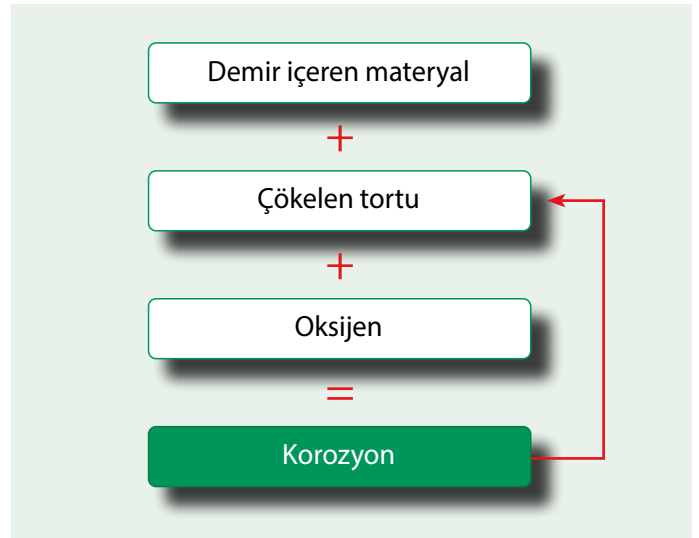 Demir içeren materyal
+
Çökelen tortu
+
Oksijen
=
Korozyon